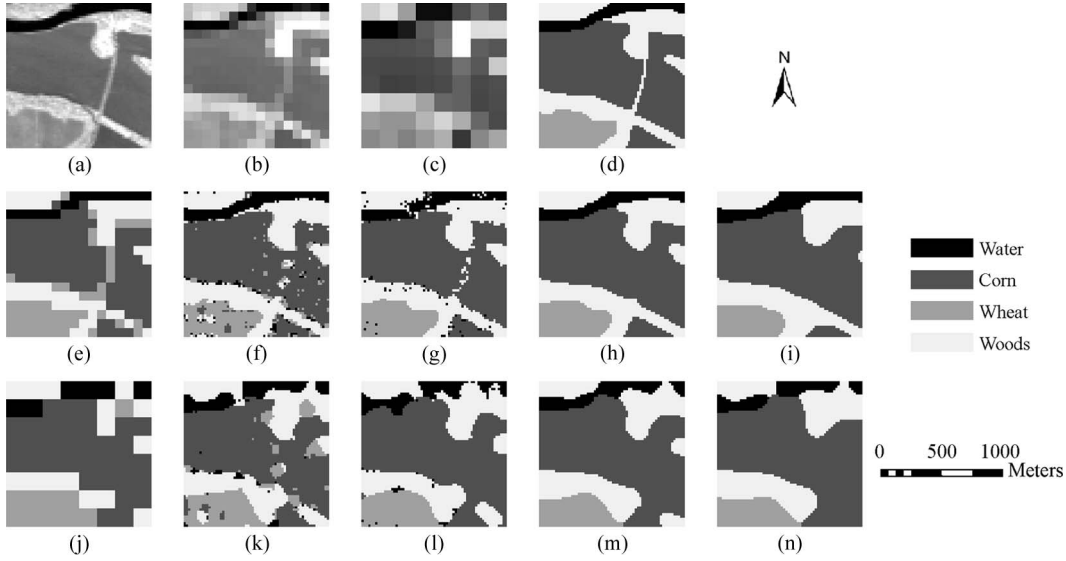 N
(a) (b) (c) (d)
(e) (f) (g) (h) (i)
Water
Corn
Wheat
Woods
(j) (k) (l) (m) (n)
0 500 1000
Meters